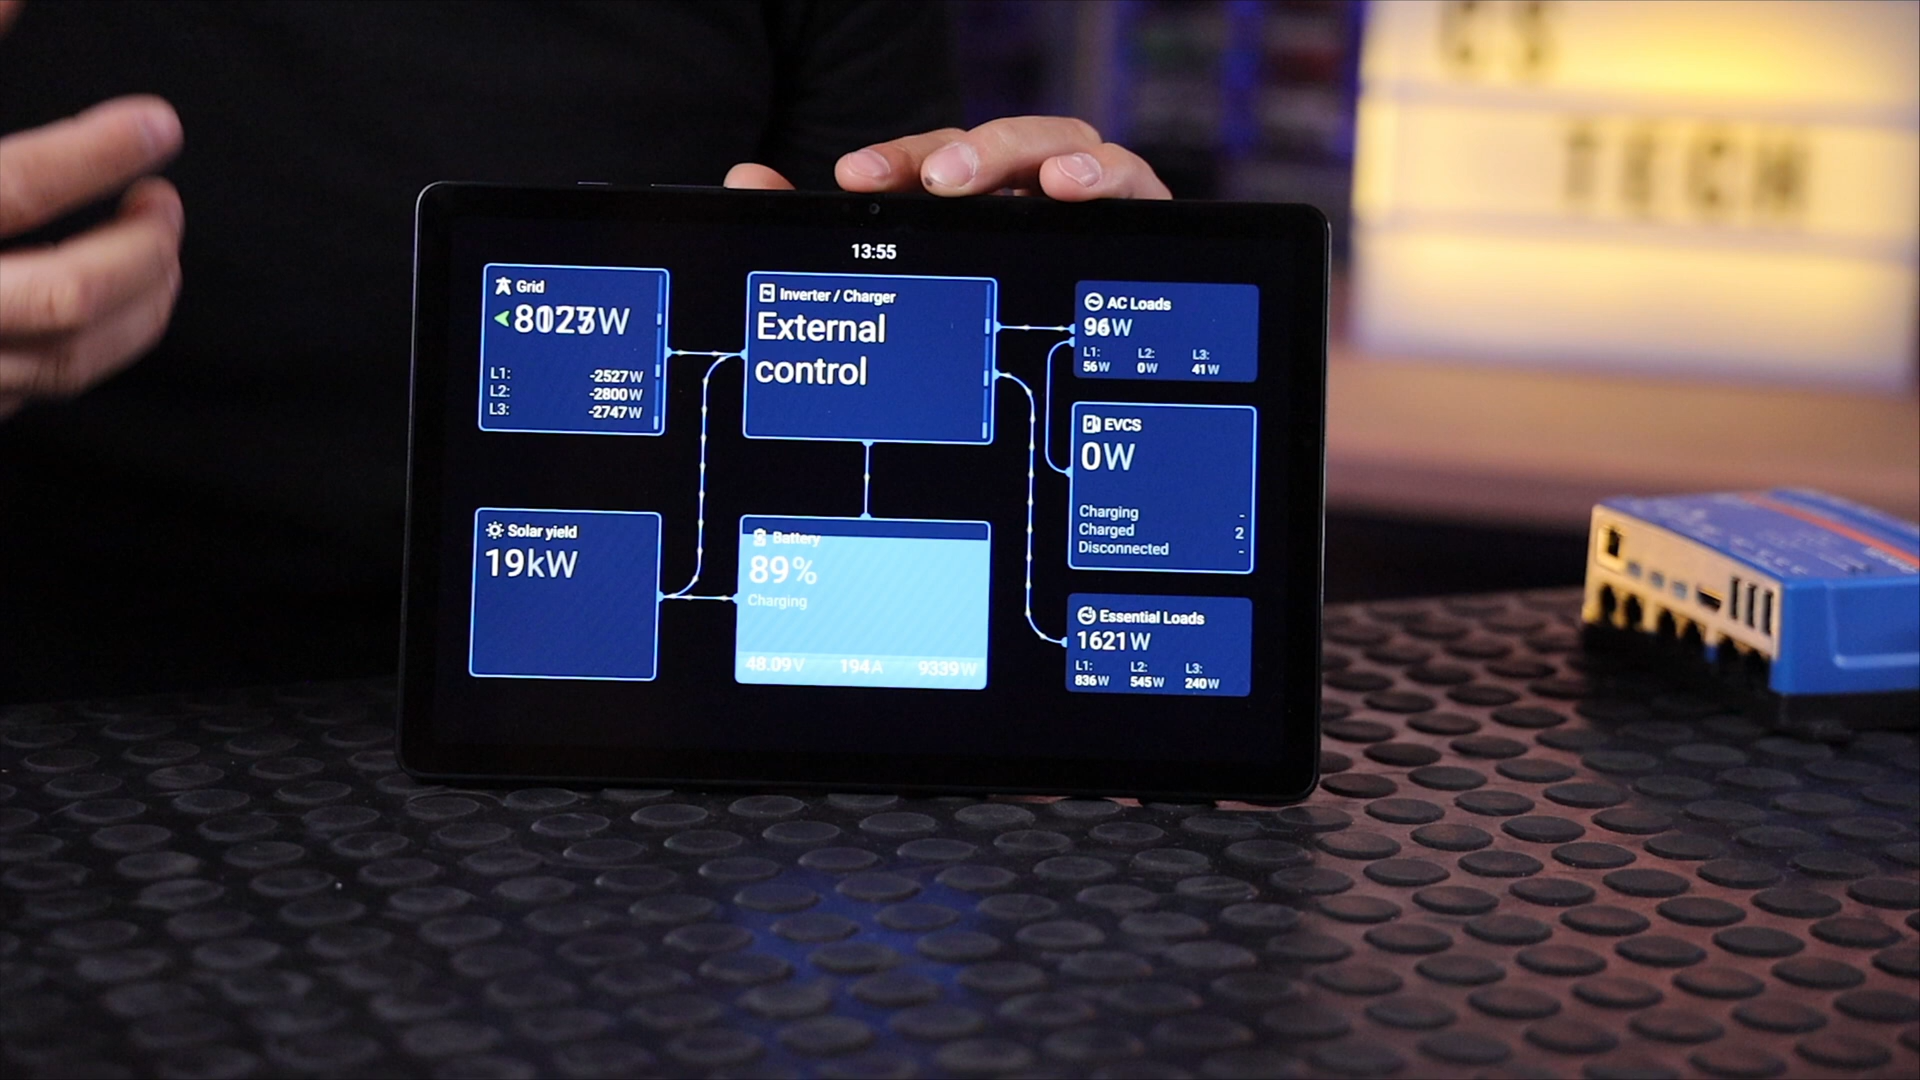 CS
TECH
13:55
Grid
W
L1: -2527W
L2: -2800W
L3: -2747W
Inverter / Charger
External
control
AC Loads
96W
L1: L2: L3:
56W 0W 41W
EVCS
0W
Charging -
Charged 2
Disconnected -
Solar yield
19kW
Battery
89%
Charging
48.09V 194A 9339W
Essential Loads
1621W
L1: L2: L3:
836W 545W 240W